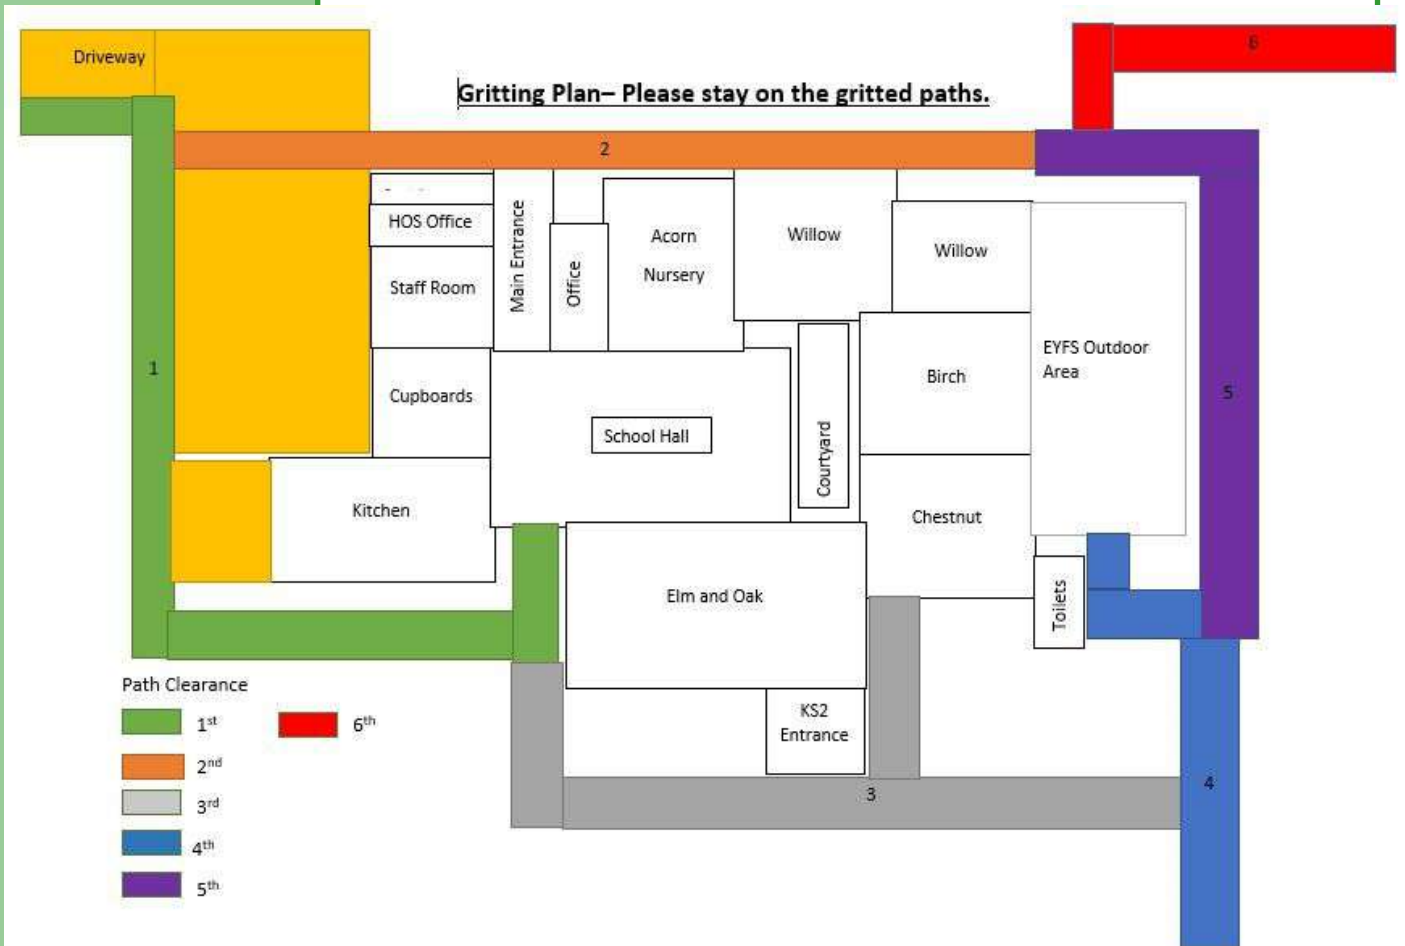 Driveway
6
Gritting Plan– Please stay on the gritted paths.
2
HOS Office
Main Entrance
Office
Acorn
Nursery
Willow
Willow
Staff Room
EYFS Outdoor
Area
1
Birch
5
Cupboards
School Hall
Courtyard
Kitchen
Chestnut
Elm and Oak
Toilets
Path Clearance
1st
6th
KS2
Entrance
2nd
3rd
3
4
4th
5th